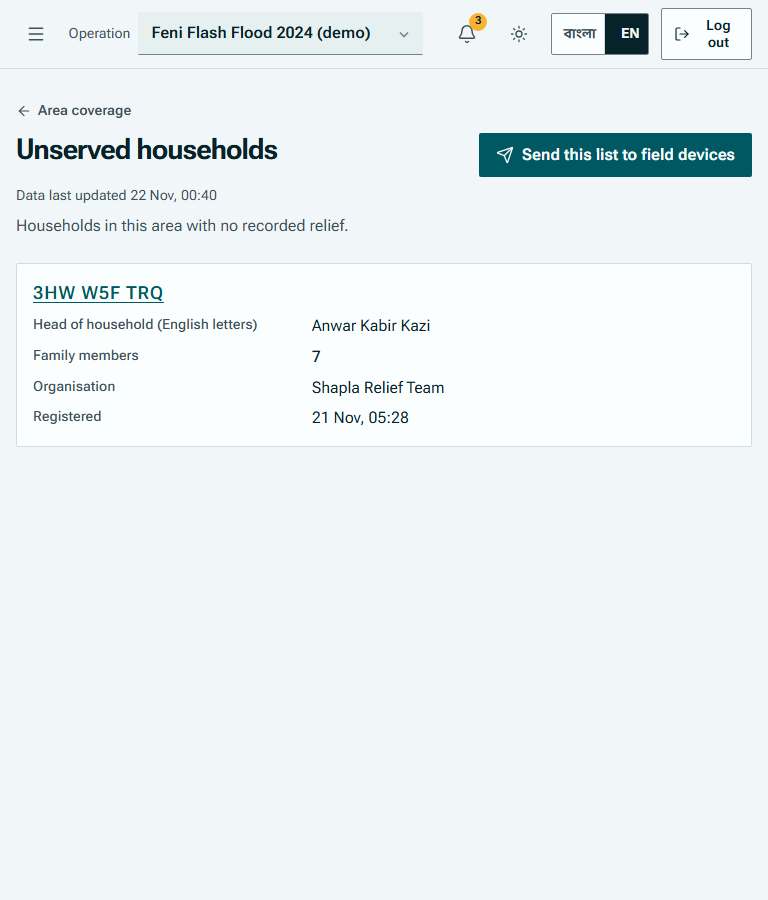 Operation
Feni Flash Flood 2024 (demo)
3
বাংলা
EN
Log out
Area coverage
Unserved households
Send this list to field devices
Data last updated 22 Nov, 00:40
Households in this area with no recorded relief.
3HW W5F TRQ
Head of household (English letters) Anwar Kabir Kazi
Family members 7
Organisation Shapla Relief Team
Registered 21 Nov, 05:28